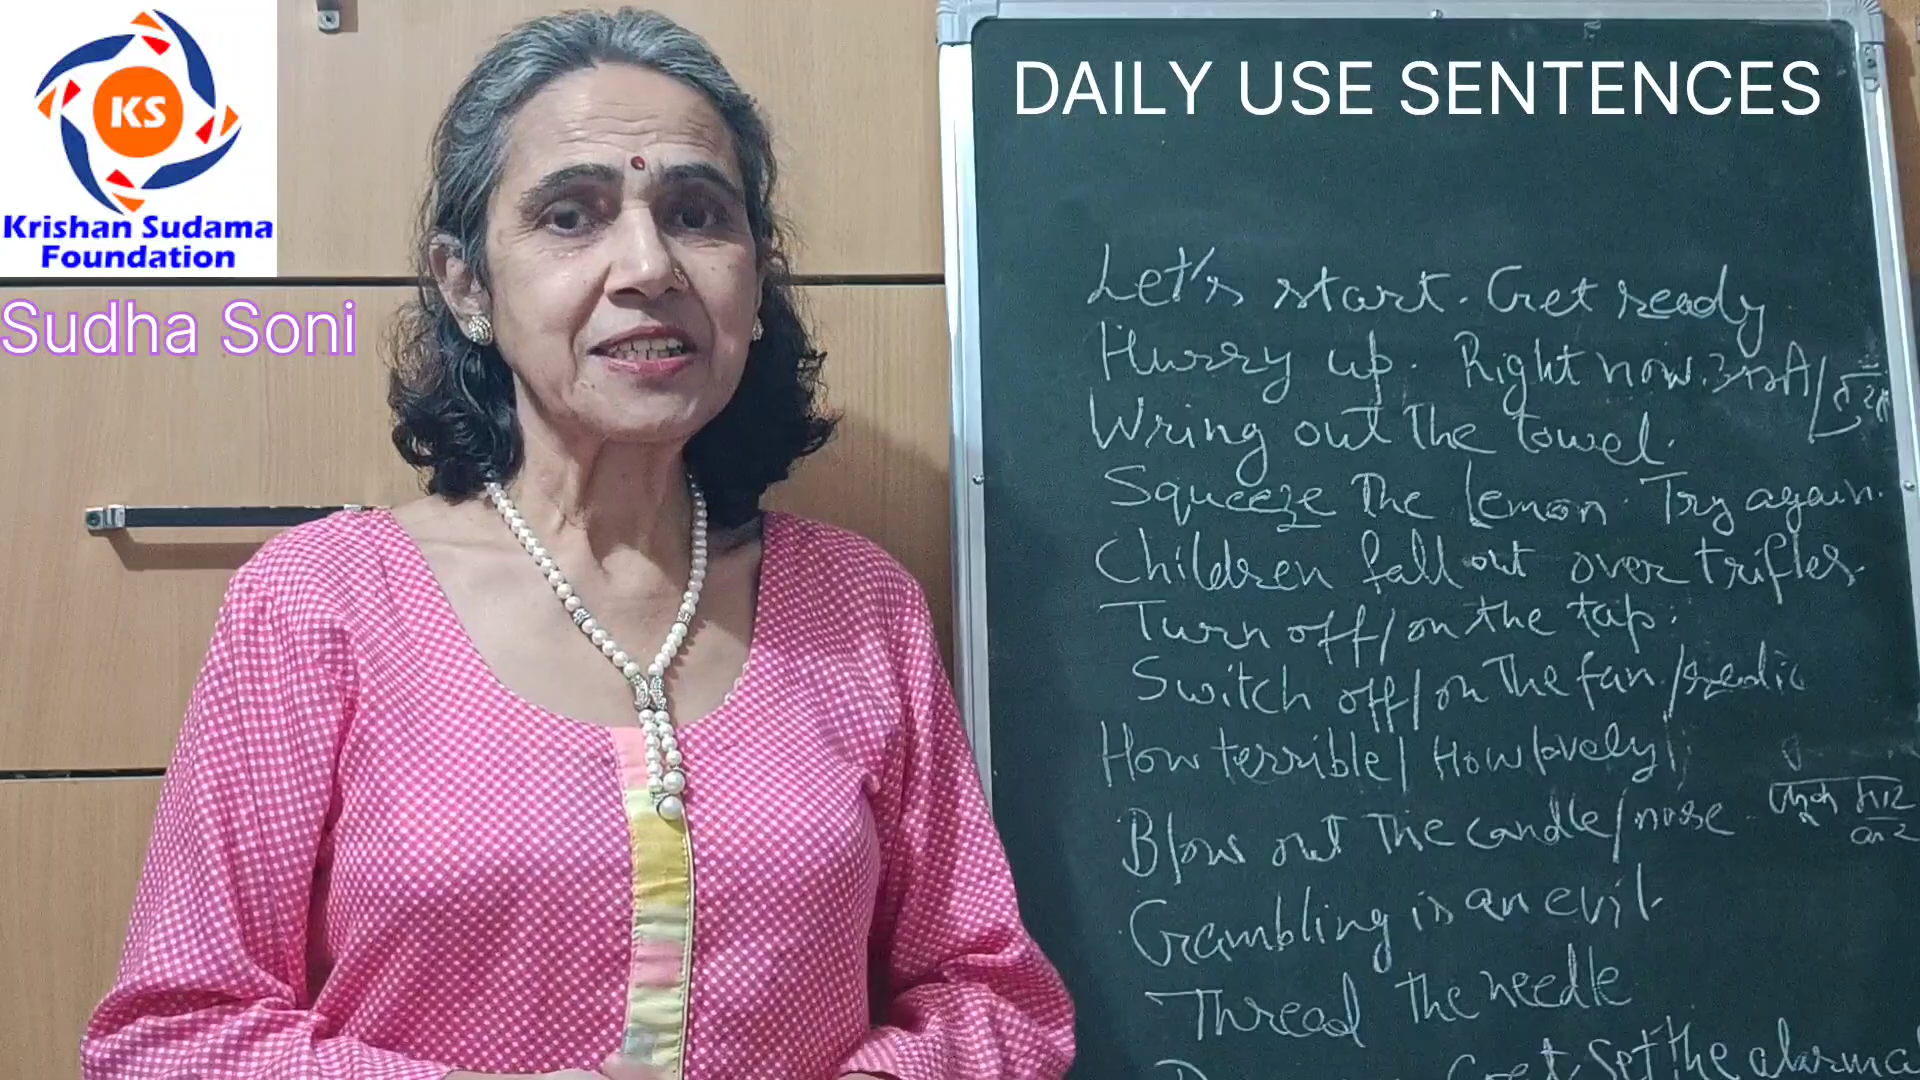 KS
Krishan Sudama
Foundation
Sudha Soni
DAILY USE SENTENCES
Let's start. Get ready
Hurry up. Right now.
Wring out the towel.
Squeeze the lemon. Try again.
Children fall out over trifles.
Turn off/on the tap.
Switch off/on the fan/radio
How terrible/How lovely!
Blow out the candle/nose.
Gambling is an evil.
Thread the needle
Set the alarm